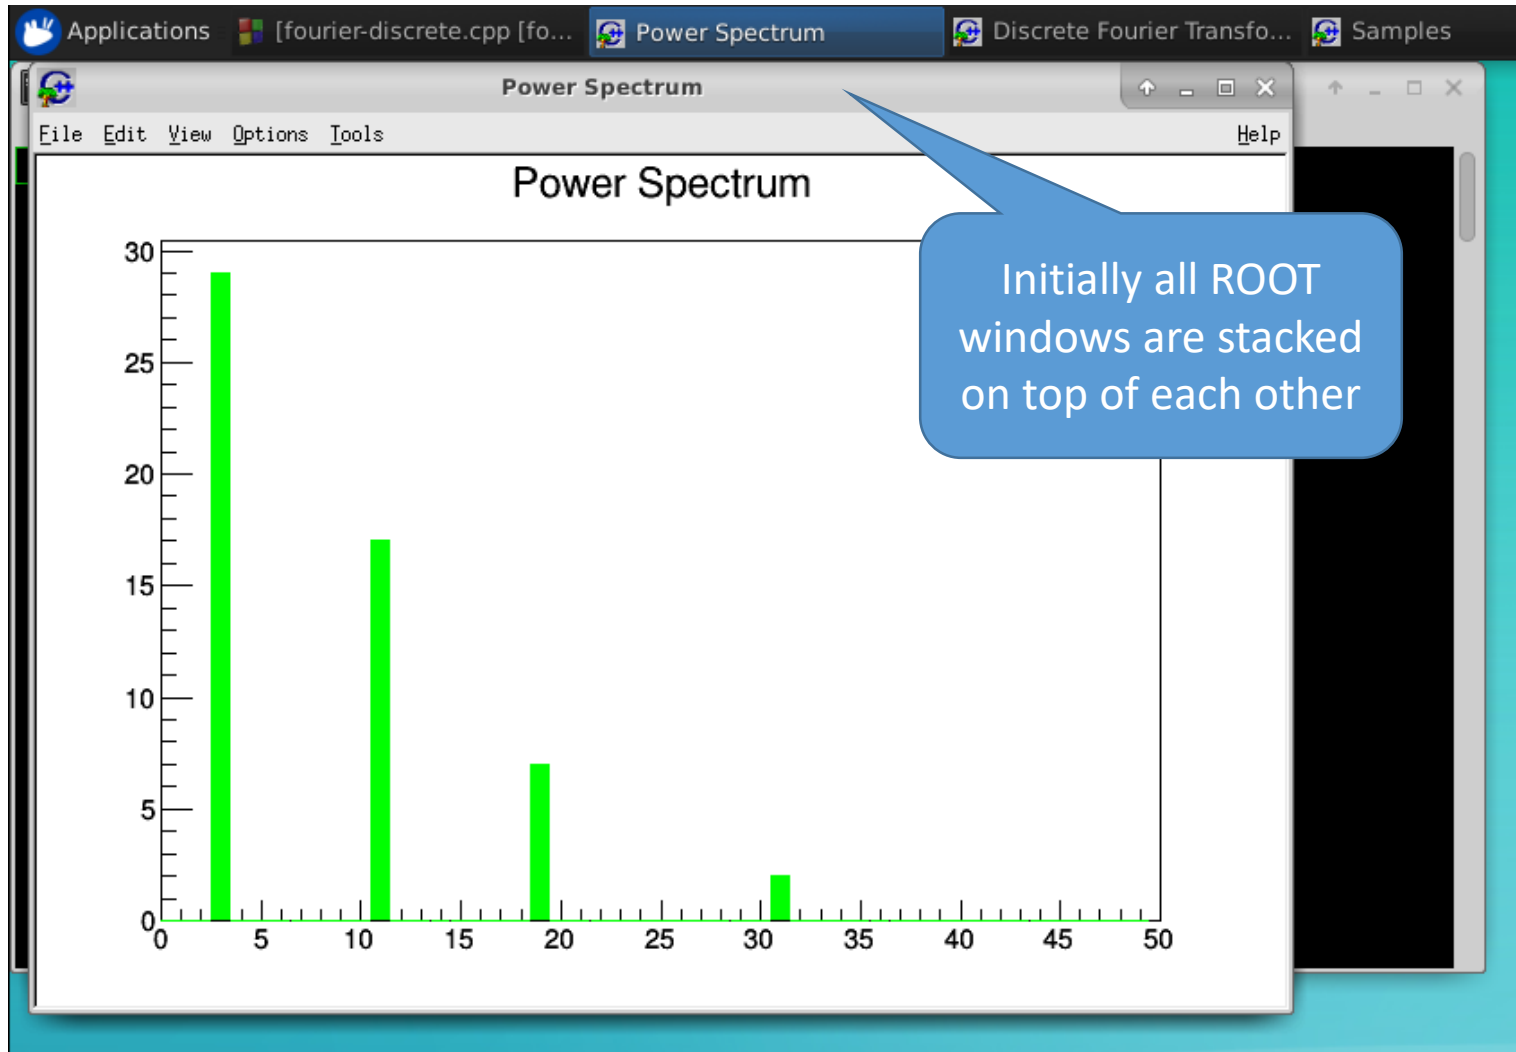 Applications
[fourier-discrete.cpp [fo...
Power Spectrum
Discrete Fourier Transfo...
Samples
Power Spectrum
File Edit View Options Tools Help
Power Spectrum
Initially all ROOT
windows are stacked
on top of each other
30
25
20
15
10
5
0
0 5 10 15 20 25 30 35 40 45 50